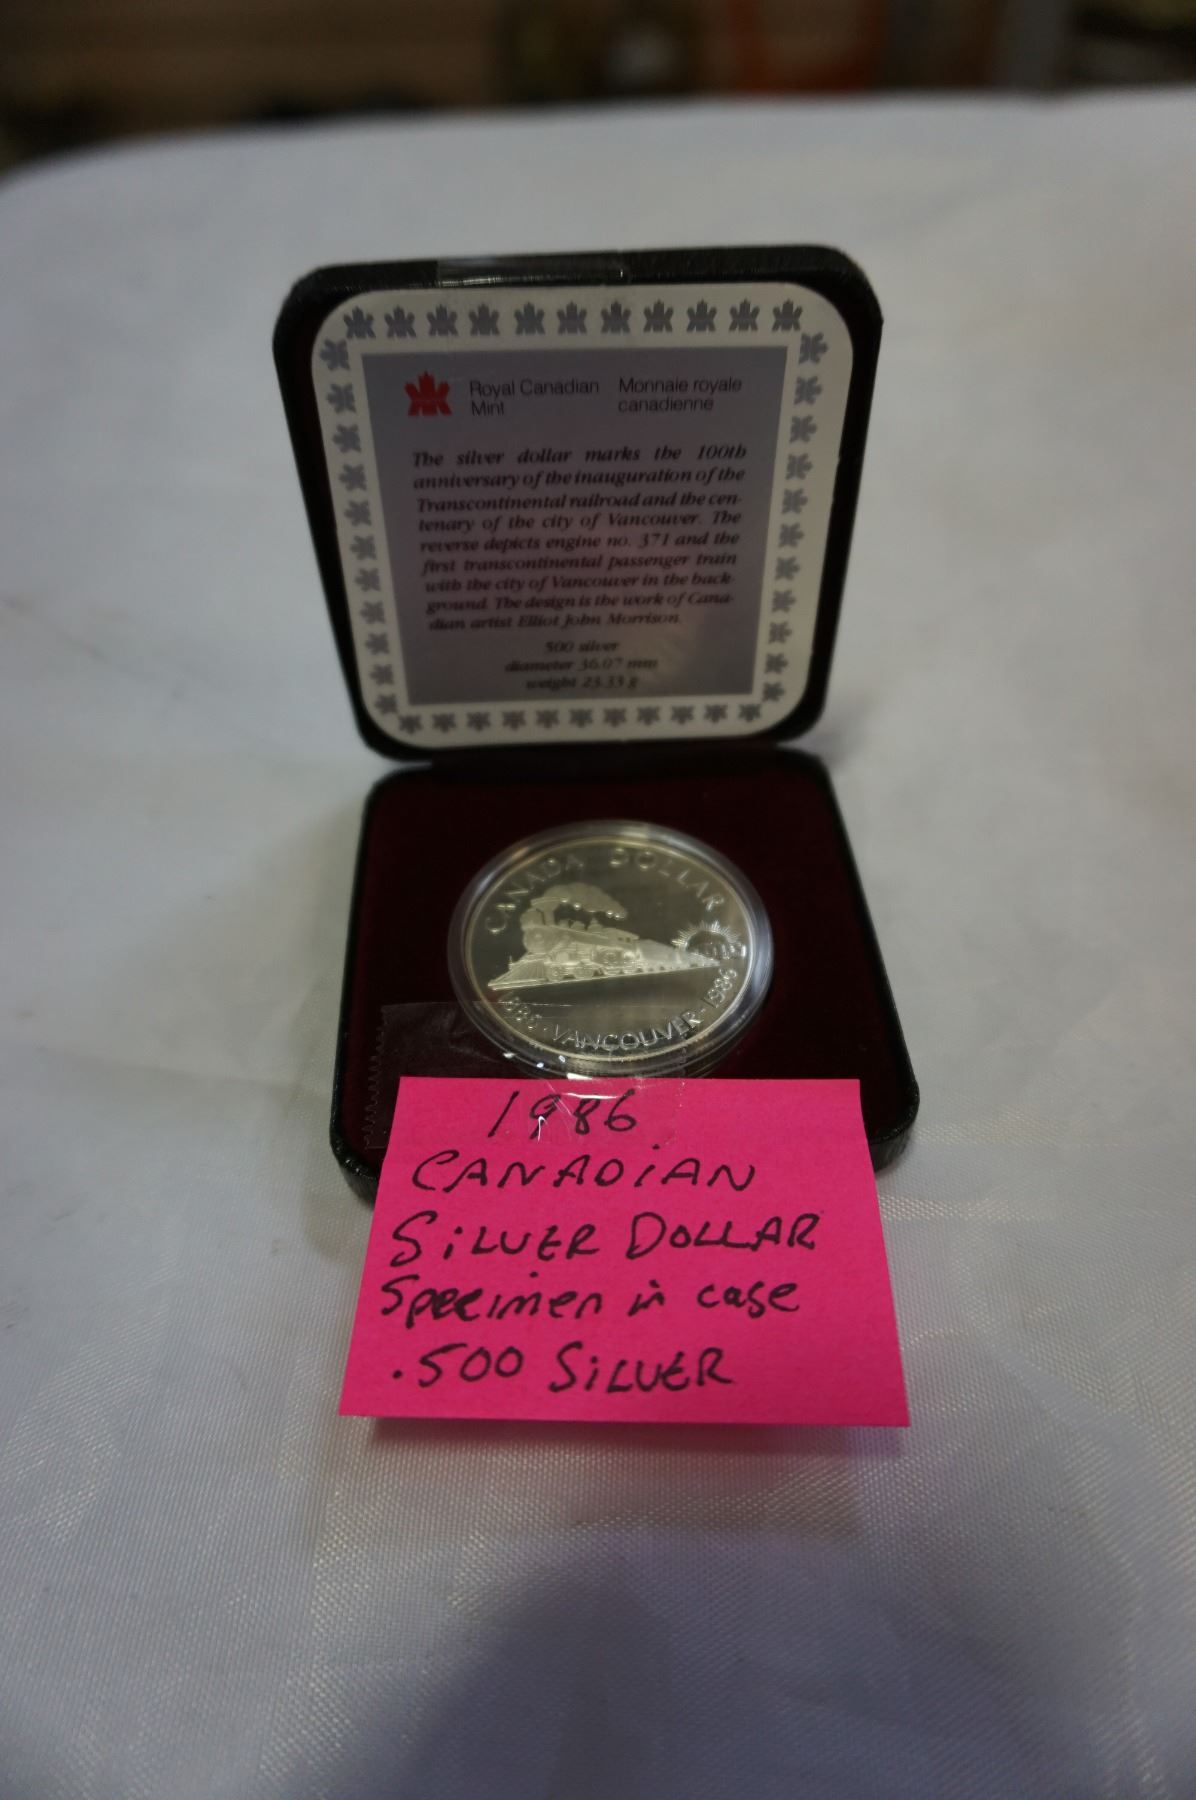 Royal Canadian Mint
Monnaie royale canadienne
The silver dollar marks the 100th
anniversary of the inauguration of the
Transcontinental railroad and the cen-
tenary of the city of Vancouver. The
reverse depicts engine no. 371 and the
first transcontinental passenger train
with the city of Vancouver in the back-
ground. The design is the work of Cana-
dian artist Elliot John Morrison.
500 silver
diameter 36.07 mm
weight 23.33 g
CANADA DOLLAR
1886 · VANCOUVER · 1986
1986
CANADiAN
SiLVER DOLLAR
Specimen in case
.500 SiLVER